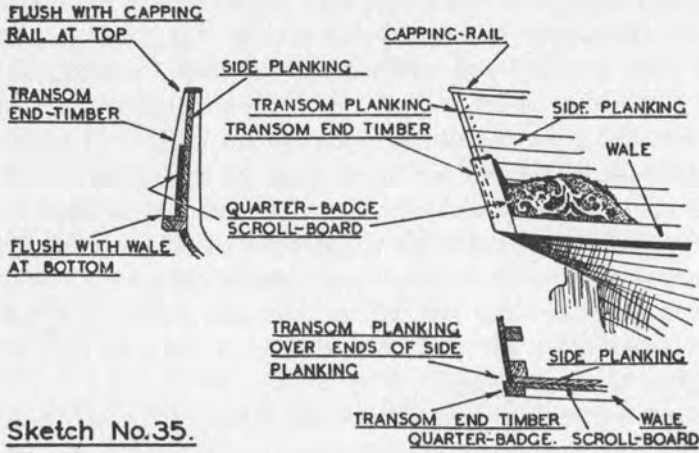 FLUSH WITH CAPPING
RAIL AT TOP
SIDE PLANKING
TRANSOM
END-TIMBER
QUARTER-BADGE
SCROLL-BOARD
FLUSH WITH WALE
AT BOTTOM
CAPPING-RAIL
TRANSOM PLANKING
TRANSOM END TIMBER
SIDE PLANKING
WALE
TRANSOM PLANKING
OVER ENDS OF SIDE
PLANKING
SIDE PLANKING
TRANSOM END TIMBER
WALE
QUARTER-BADGE. SCROLL-BOARD
Sketch No.35.